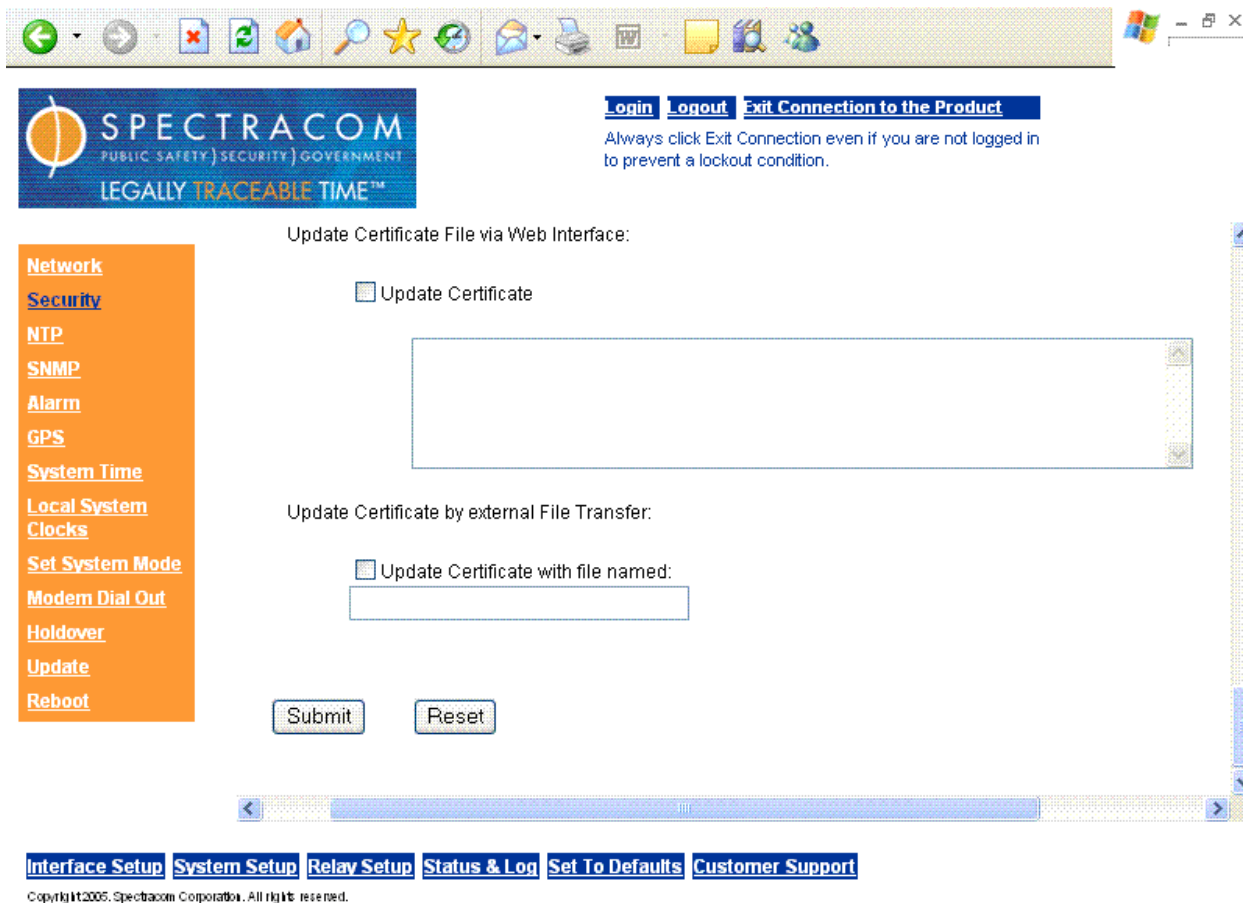 SPECTRACOM
PUBLIC SAFETY ) SECURITY ) GOVERNMENT
LEGALLY TRACEABLE TIME™
Login Logout Exit Connection to the Product
Always click Exit Connection even if you are not logged in
to prevent a lockout condition.
Network
Security
NTP
SNMP
Alarm
GPS
System Time
Local System
Clocks
Set System Mode
Modem Dial Out
Holdover
Update
Reboot
Update Certificate File via Web Interface:
Update Certificate
Update Certificate by external File Transfer:
Update Certificate with file named:
Submit Reset
Interface Setup System Setup Relay Setup Status & Log Set To Defaults Customer Support
Copyright 2005. Spectracom Corporation. All rights reserved.